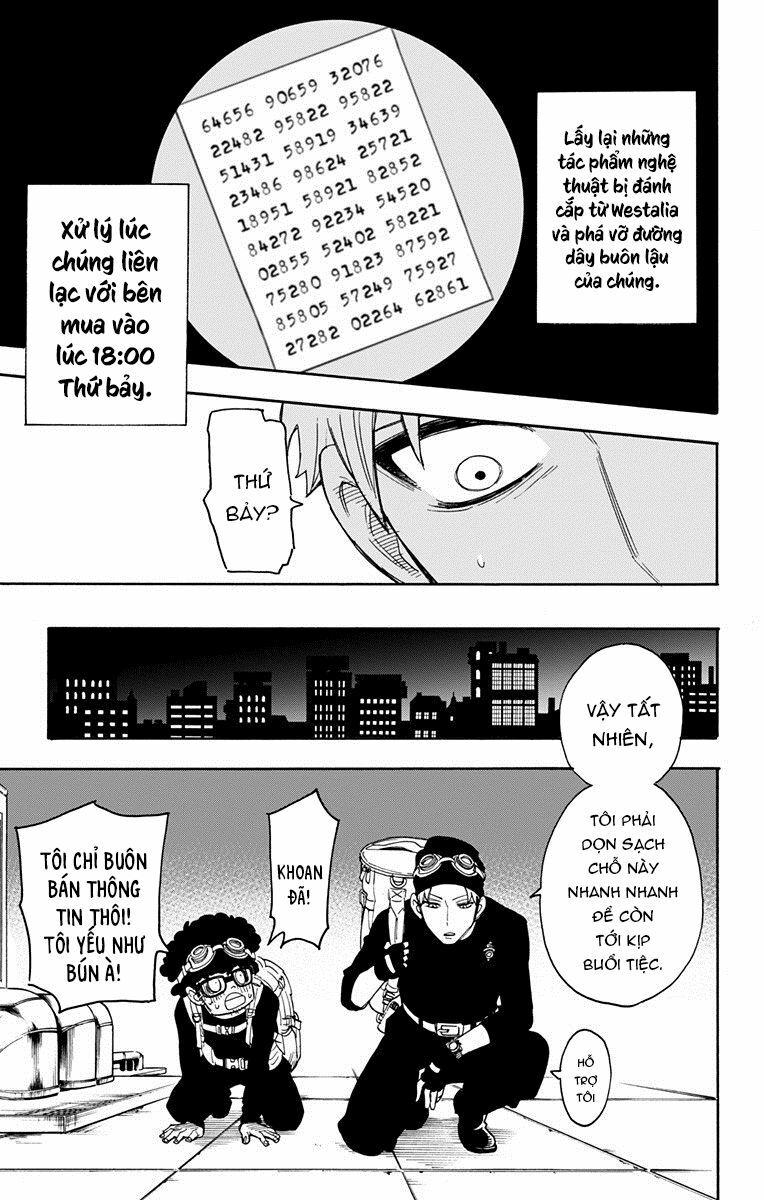 Lấy lại những
tác phẩm nghệ
thuật bị đánh
cắp từ Westalia
và phá vỡ đường
dây buôn lậu
của chúng.
64656 90659 32076
22482 95822 95822
51431 58919 34639
23486 98624 25721
18951 58921 82852
84272 92234 54520
02855 52402 58221
75280 91823 87592
85805 57249 75927
27282 02264 62861
Xử lý lúc
chúng liên
lạc với bên
mua vào
lúc 18:00
Thứ bảy.
THỨ
BẢY?
VẬY TẤT
NHIÊN,
TÔI PHẢI
DỌN SẠCH
CHỖ NÀY
NHANH NHANH
ĐỂ CÒN
TỚI KỊP
BUỔI TIỆC.
HỖ
TRỢ
TÔI
KHOAN
ĐÃ!
TÔI CHỈ BUÔN
BÁN THÔNG
TIN THÔI!
TÔI YẾU NHƯ
BÚN À!